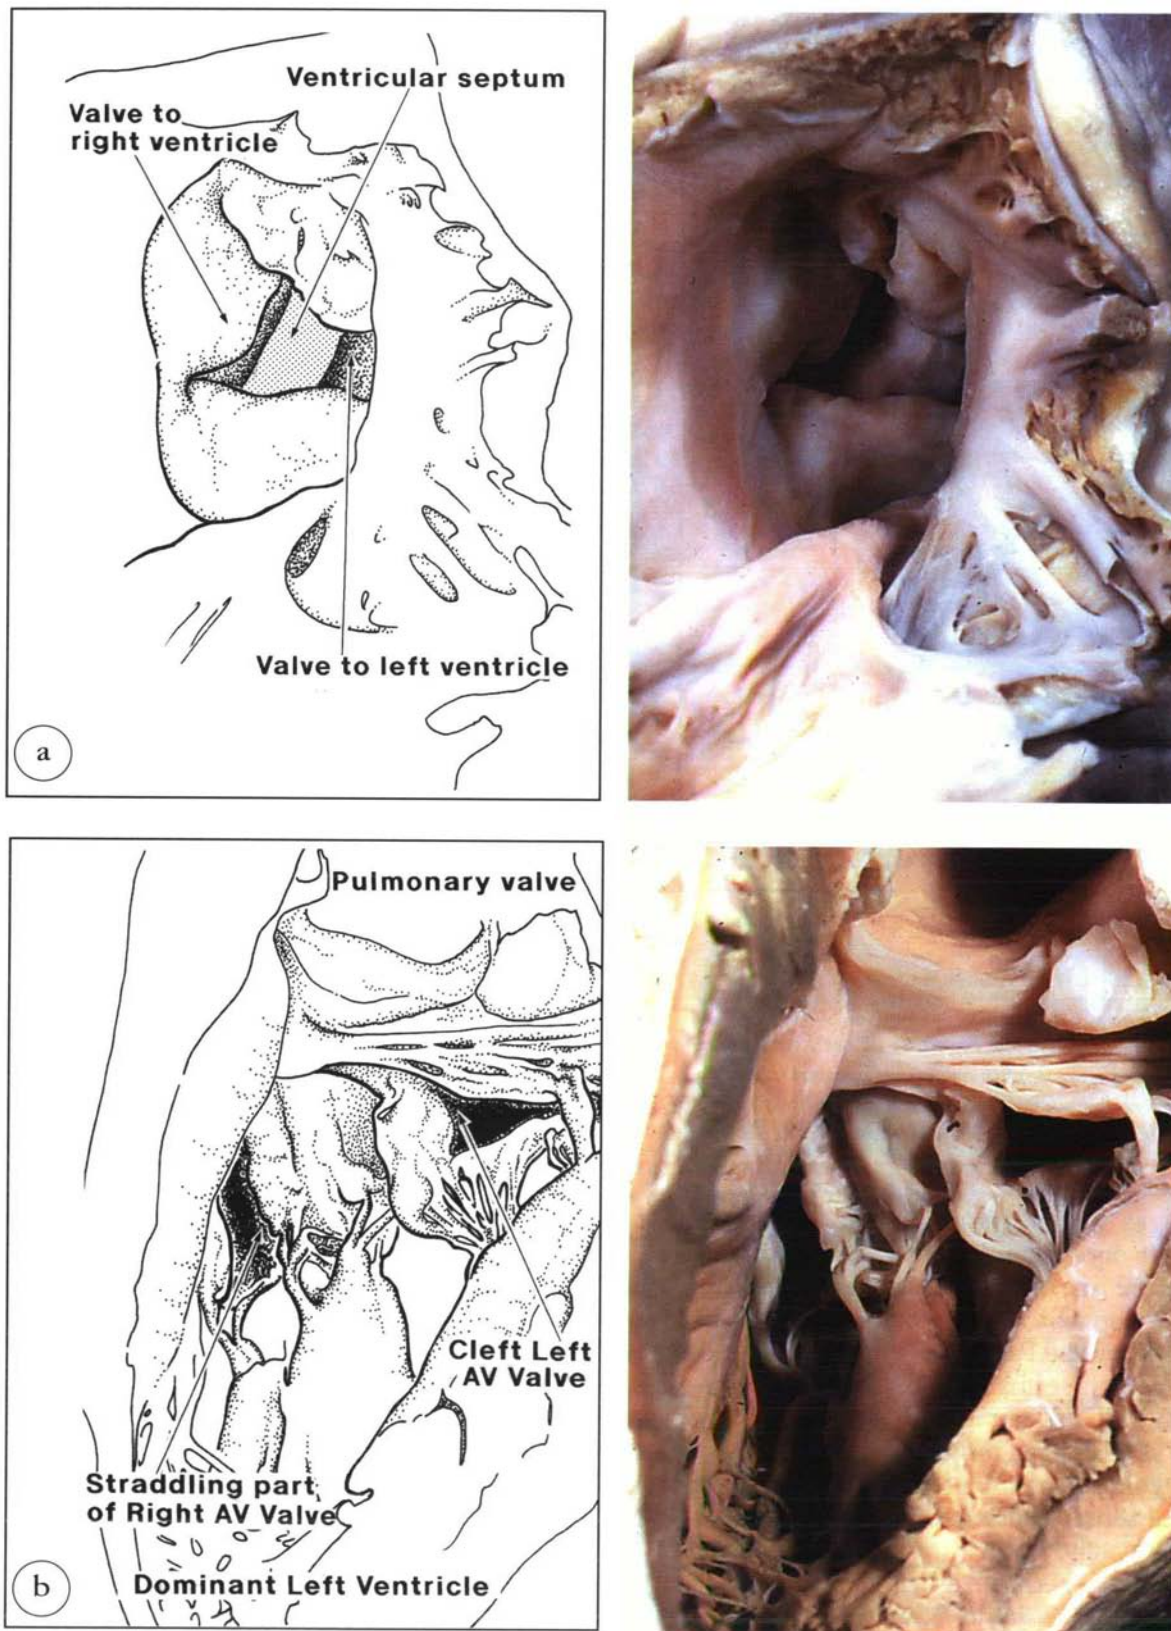 Ventricular septum
Valve to
right ventricle
Valve to left ventricle
a
Pulmonary valve
Cleft Left
AV Valve
Straddling part
of Right AV Valve
Dominant Left Ventricle
b